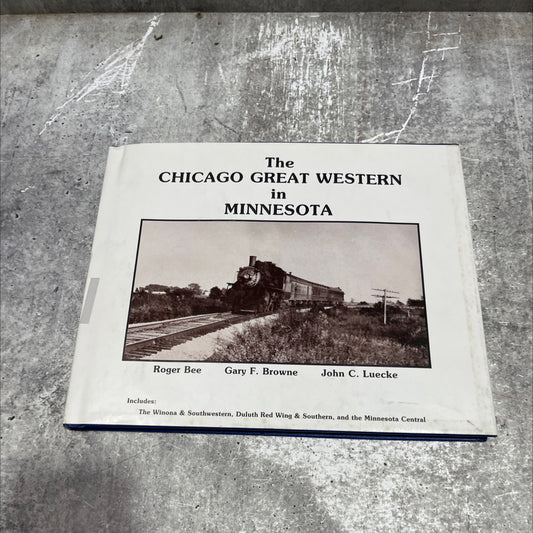 The
CHICAGO GREAT WESTERN
in
MINNESOTA
Roger Bee Gary F. Browne John C. Luecke
Includes:
The Winona & Southwestern, Duluth Red Wing & Southern, and the Minnesota Central